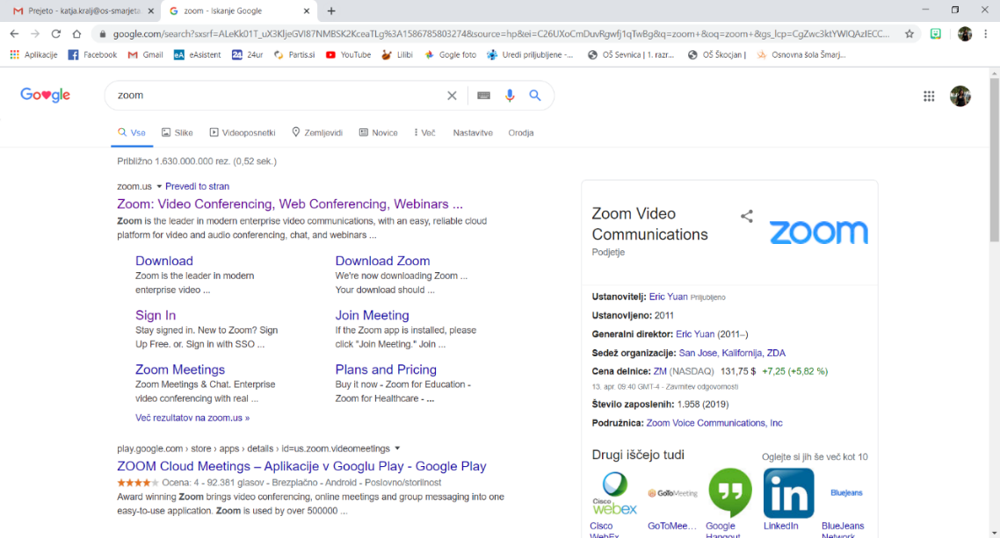 Prejeto - katja.kralj@os-smarjeta
zoom - Iskanje Google
google.com/search?sxsrf=ALeKk01T_uX3KIjeGVI87NMBSK2KceaTLg%3A1586785803274&source=hp&ei=C26UXoCmDuvRgwfj1qTwBg&q=zoom+&oq=zoom+&gs_lcp=CgZwc3ktYWIQAzIECC...
Aplikacije
Facebook
Gmail
eA eAsistent
24 24ur
Partis.si
YouTube
Lilibi
Gogle foto
Uredi priljubljene -...
OŠ Sevnica | 1. razr...
OŠ Škocjan |
Osnovna šola Šmarj...
Google
zoom
Vse
Slike
Videoposnetki
Zemljevidi
Novice
Več
Nastavitve
Orodja
Približno 1.630.000.000 rez. (0,52 sek.)
zoom.us ▼ Prevedi to stran
Zoom: Video Conferencing, Web Conferencing, Webinars ...
Zoom is the leader in modern enterprise video communications, with an easy, reliable cloud
platform for video and audio conferencing, chat, and webinars ...
Download
Zoom is the leader in modern
enterprise video ...
Download Zoom
We're now downloading Zoom ...
Your download should ...
Sign In
Stay signed in. New to Zoom? Sign
Up Free. or. Sign in with SSO ...
Join Meeting
If the Zoom app is installed, please
click "Join Meeting." Join ...
Zoom Meetings
Zoom Meetings & Chat. Enterprise
video conferencing with real ...
Plans and Pricing
Buy it now - Zoom for Education -
Zoom for Healthcare - ...
Več rezultatov na zoom.us »
play.google.com › store › apps › details › id=us.zoom.videomeetings ▼
ZOOM Cloud Meetings – Aplikacije v Googlu Play - Google Play
Ocena: 4 - 92.381 glasov - Brezplačno - Android - Poslovno/storilnost
Award winning Zoom brings video conferencing, online meetings and group messaging into one
easy-to-use application. Zoom is used by over 500000 ...
Zoom Video
Communications
Podjetje
zoom
Ustanovitelj: Eric Yuan Priljubljeno
Ustanovljeno: 2011
Generalni direktor: Eric Yuan (2011–)
Sedež organizacije: San Jose, Kalifornija, ZDA
Cena delnice: ZM (NASDAQ) 131,75 $ +7,25 (+5,82 %)
13. apr. 09:40 GMT-4 - Zavrnitev odgovornosti
Število zaposlenih: 1.958 (2019)
Podružnica: Zoom Voice Communications, Inc
Drugi iščejo tudi
Oglejte si jih še več kot 10
Cisco
webex
GoToMeeting
in
Bluejeans
Cisco
WebEx
GoToMee...
Google
Hangout
LinkedIn
BlueJeans
Network